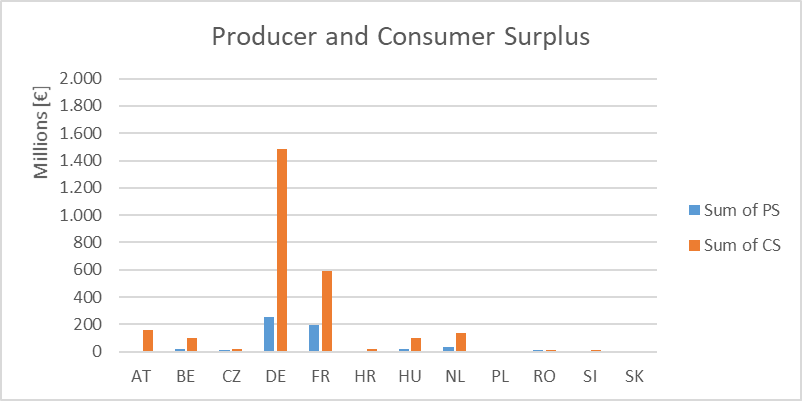 Producer and Consumer Surplus
Millions [€]
2.000
1.800
1.600
1.400
1.200
1.000
800
600
400
200
0
AT BE CZ DE FR HR HU NL PL RO SI SK
Sum of PS
Sum of CS